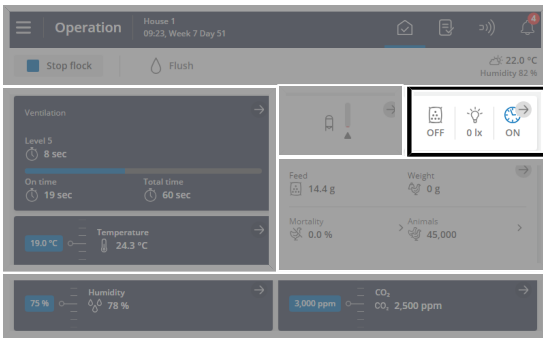 Operation
House 1
09:23, Week 7 Day 51
4
Stop flock
Flush
22.0 °C
Humidity 82 %
Ventilation
Level 5
8 sec
On time
Total time
19 sec
60 sec
OFF
0 lx
ON
Feed
Weight
14.4 g
0 g
Mortality
Animals
0.0 %
45,000
Temperature
19.0 °C
24.3 °C
Humidity
75 %
78 %
CO₂
3,000 ppm
CO₂ 2,500 ppm